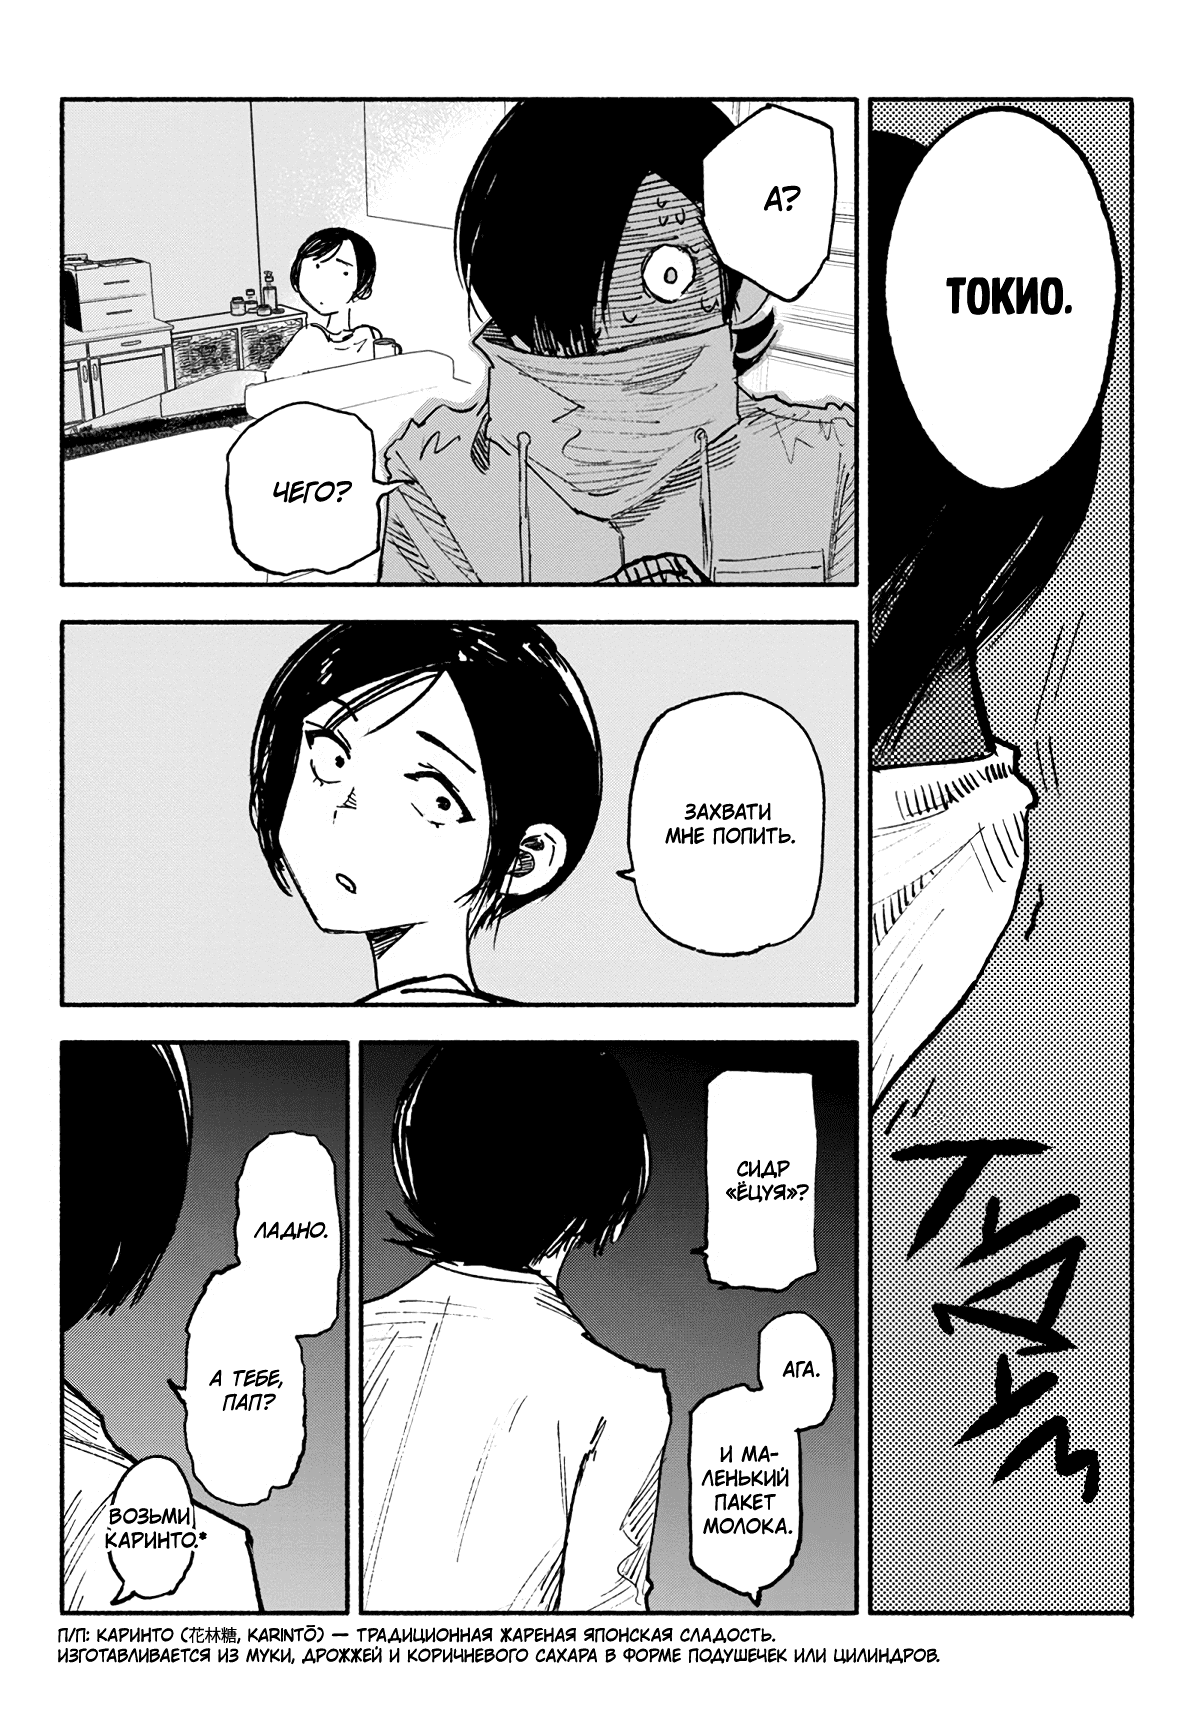 ТОКИО.
А?
ЧЕГО?
ЗАХВАТИ
МНЕ ПОПИТЬ.
СИДР
«ЁЦУЯ»?
АГА.
И МА-
ЛЕНЬКИЙ
ПАКЕТ
МОЛОКА.
ЛАДНО.
А ТЕБЕ,
ПАП?
ВОЗЬМИ
КАРИНТО.*
П/П: КАРИНТО (花林糖, KARINTŌ) — ТРАДИЦИОННАЯ ЖАРЕНАЯ ЯПОНСКАЯ СЛАДОСТЬ.
ИЗГОТАВЛИВАЕТСЯ ИЗ МУКИ, ДРОЖЖЕЙ И КОРИЧНЕВОГО САХАРА В ФОРМЕ ПОДУШЕЧЕК ИЛИ ЦИЛИНДРОВ.